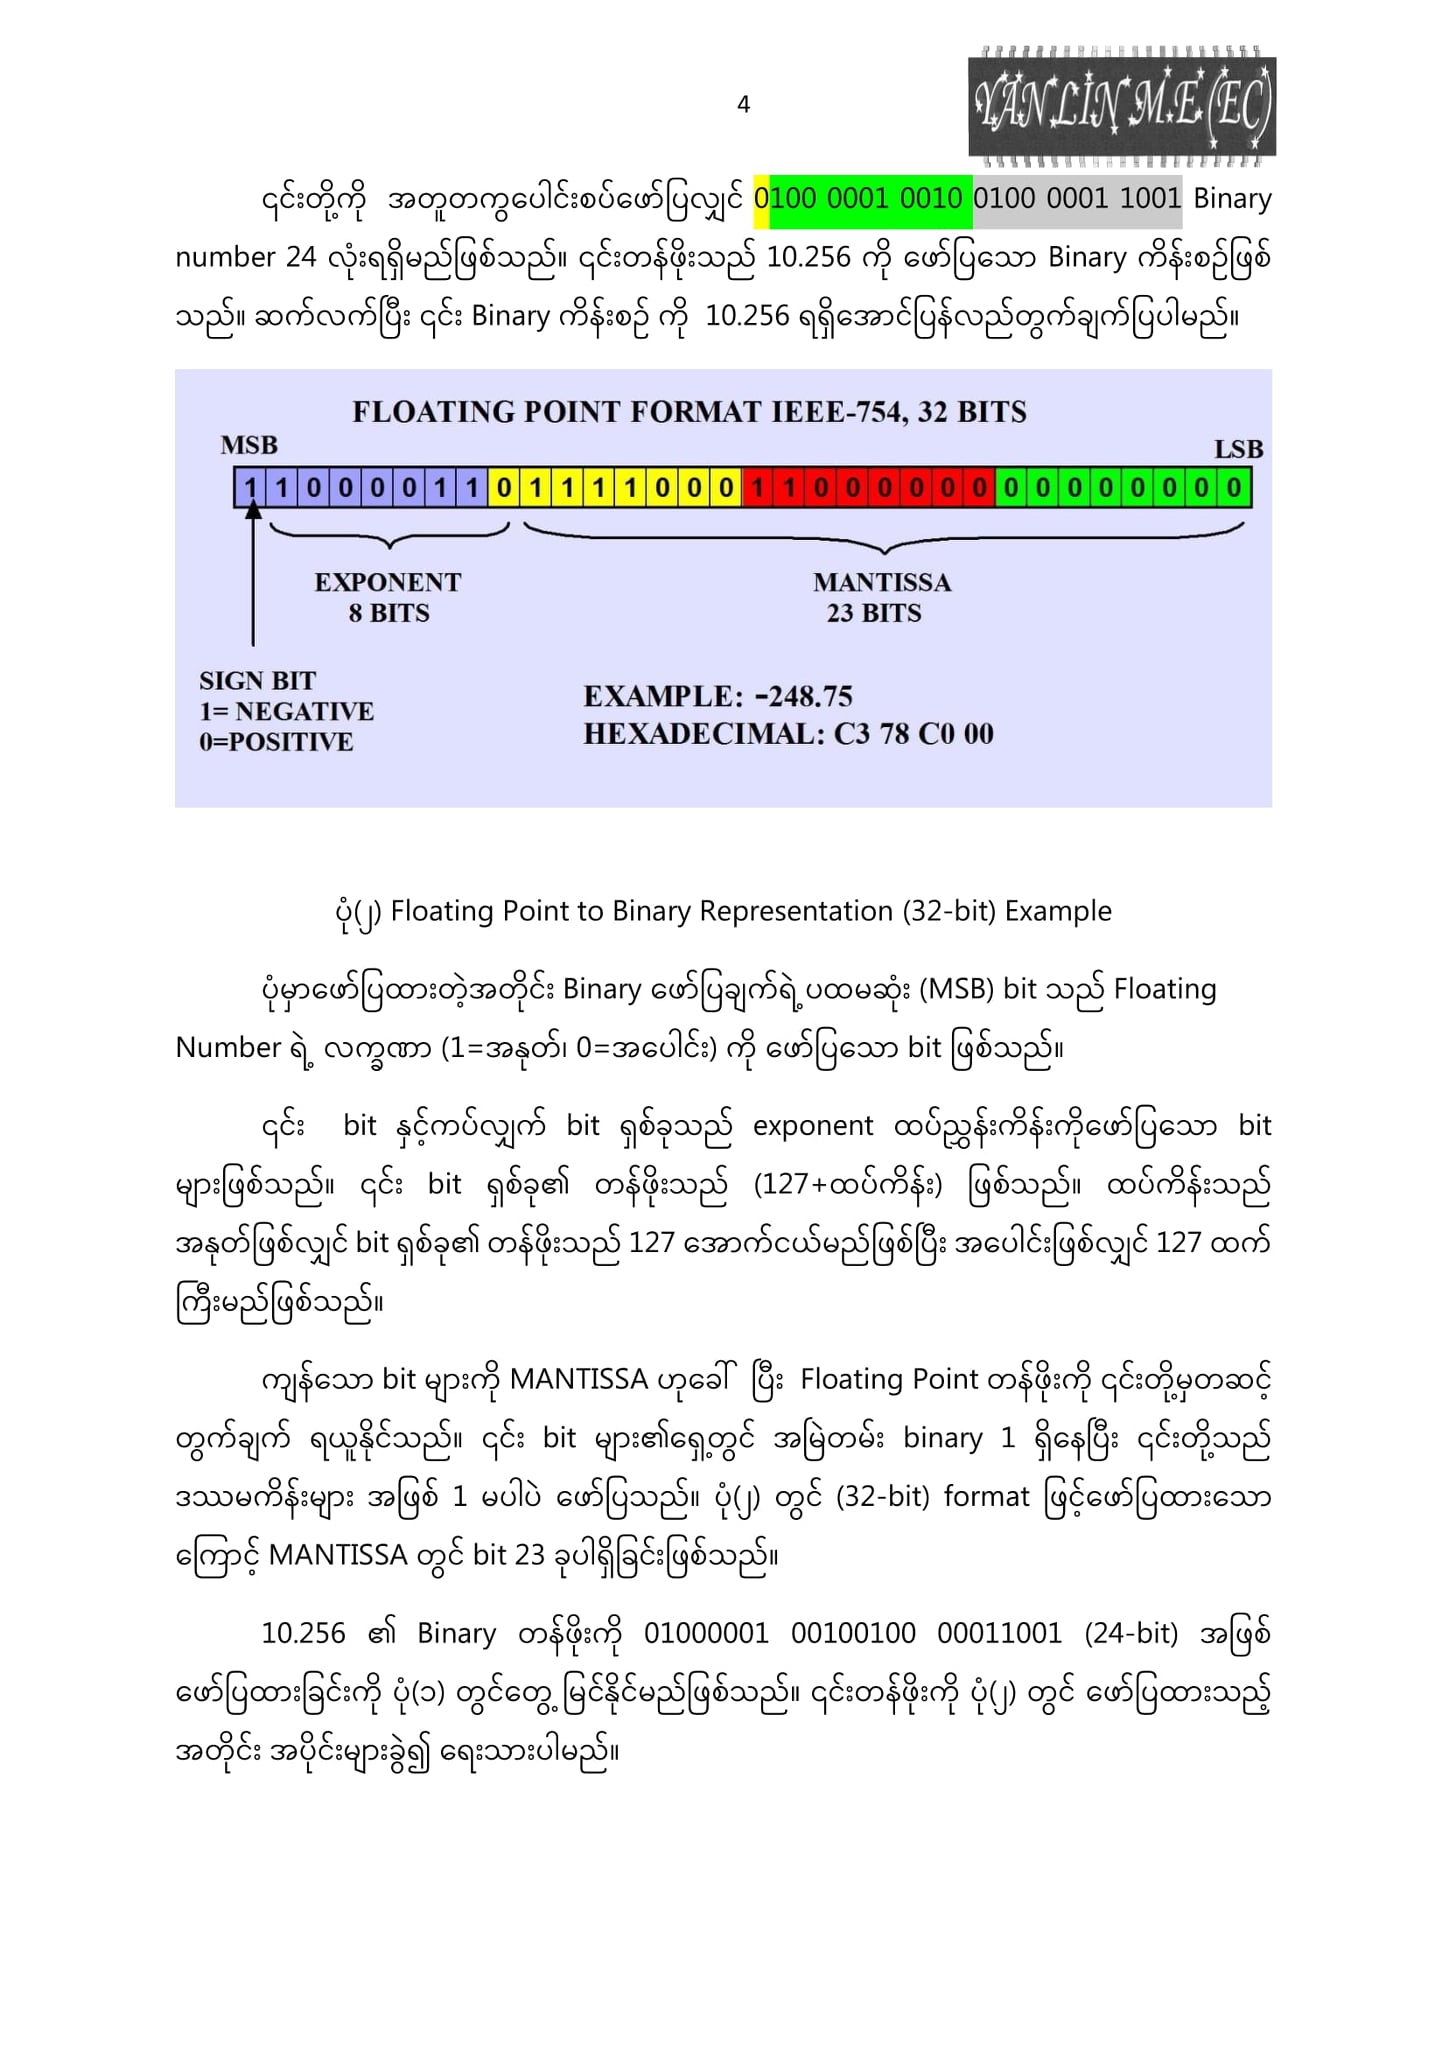 4
YAN LIN M.E(EC)
၎င်းတို့ကို အတူတကွပေါင်းစပ်ဖော်ပြလျှင် 0100 0001 0010 0100 0001 1001 Binary
number 24 လုံးရရှိမည်ဖြစ်သည်။ ၎င်းတန်ဖိုးသည် 10.256 ကို ဖော်ပြသော Binary ကိန်းစဉ်ဖြစ်
သည်။ ဆက်လက်ပြီး ၎င်း Binary ကိန်းစဉ် ကို 10.256 ရရှိအောင်ပြန်လည်တွက်ချက်ပြပါမည်။
FLOATING POINT FORMAT IEEE-754, 32 BITS
MSB
LSB
1 1 0 0 0 0 1 1 0 1 1 1 1 0 0 0 1 1 0 0 0 0 0 0 0 0 0 0 0 0 0 0
EXPONENT
8 BITS
MANTISSA
23 BITS
SIGN BIT
1= NEGATIVE
0=POSITIVE
EXAMPLE: -248.75
HEXADECIMAL: C3 78 C0 00
ပုံ(၂) Floating Point to Binary Representation (32-bit) Example
ပုံမှာဖော်ပြထားတဲ့အတိုင်း Binary ဖော်ပြချက်ရဲ့ပထမဆုံး (MSB) bit သည် Floating
Number ရဲ့ လက္ခဏာ (1=အနုတ်၊ 0=အပေါင်း) ကို ဖော်ပြသော bit ဖြစ်သည်။
၎င်း bit နှင့်ကပ်လျှက် bit ရှစ်ခုသည် exponent ထပ်ညွှန်းကိန်းကိုဖော်ပြသော bit
များဖြစ်သည်။ ၎င်း bit ရှစ်ခု၏ တန်ဖိုးသည် (127+ထပ်ကိန်း) ဖြစ်သည်။ ထပ်ကိန်းသည်
အနုတ်ဖြစ်လျှင် bit ရှစ်ခု၏ တန်ဖိုးသည် 127 အောက်ငယ်မည်ဖြစ်ပြီး အပေါင်းဖြစ်လျှင် 127 ထက်
ကြီးမည်ဖြစ်သည်။
ကျန်သော bit များကို MANTISSA ဟုခေါ်ပြီး Floating Point တန်ဖိုးကို ၎င်းတို့မှတဆင့်
တွက်ချက် ရယူနိုင်သည်။ ၎င်း bit များ၏ရှေ့တွင် အမြဲတမ်း binary 1 ရှိနေပြီး ၎င်းတို့သည်
ဒဿမကိန်းများ အဖြစ် 1 မပါပဲ ဖော်ပြသည်။ ပုံ(၂) တွင် (32-bit) format ဖြင့်ဖော်ပြထားသော
ကြောင့် MANTISSA တွင် bit 23 ခုပါရှိခြင်းဖြစ်သည်။
10.256 ၏ Binary တန်ဖိုးကို 01000001 00100100 00011001 (24-bit) အဖြစ်
ဖော်ပြထားခြင်းကို ပုံ(၁) တွင်တွေ့မြင်နိုင်မည်ဖြစ်သည်။ ၎င်းတန်ဖိုးကို ပုံ(၂) တွင် ဖော်ပြထားသည့်
အတိုင်း အပိုင်းများခွဲ၍ ရေးသားပါမည်။